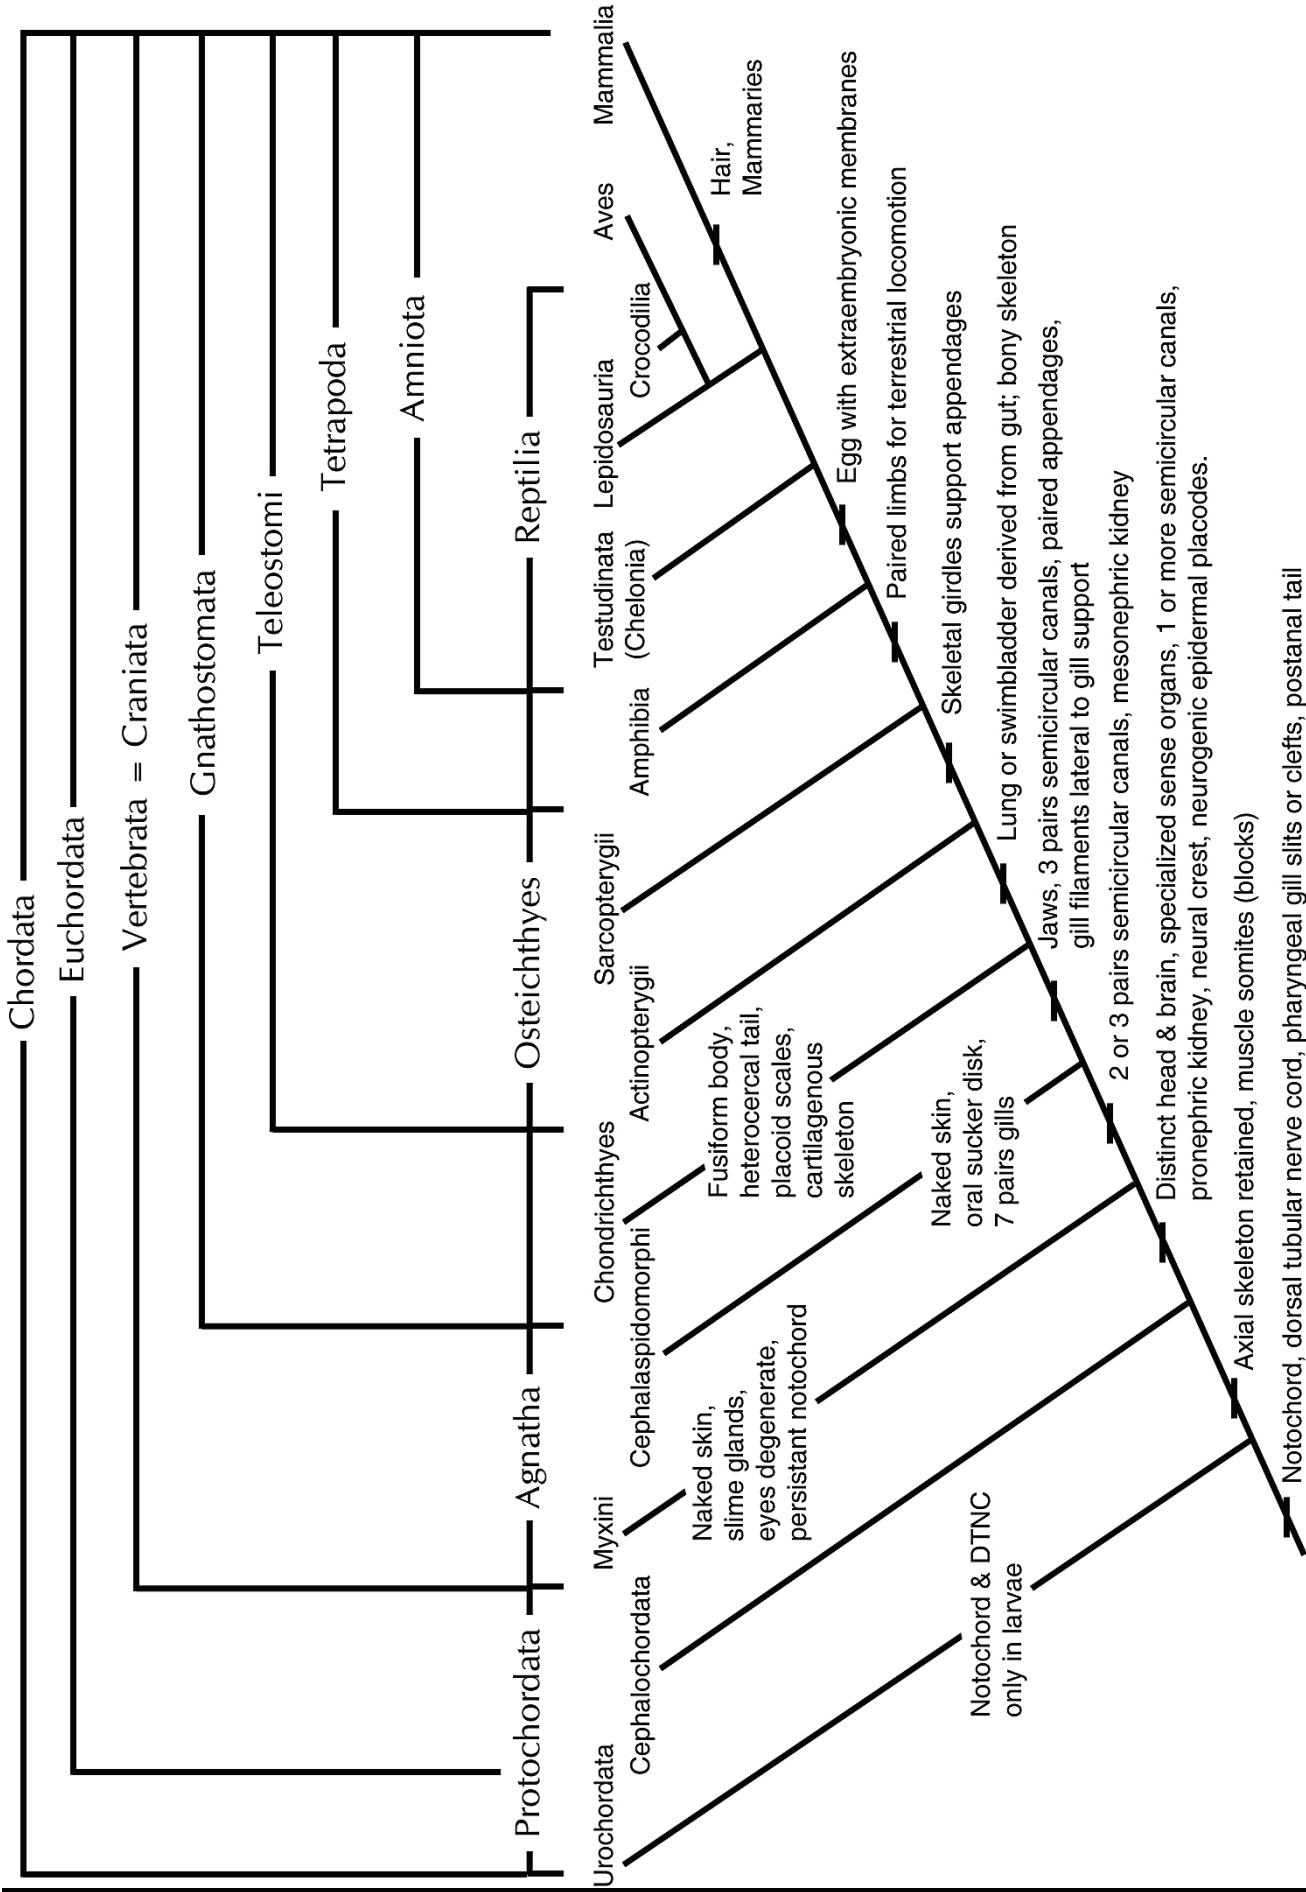 Chordata
Euchordata
Vertebrata = Craniata
Gnathostomata
Teleostomi
Tetrapoda
Amniota
Protochordata
Agnatha
Osteichthyes
Reptilia
Urochordata
Cephalochordata
Myxini
Cephalaspidomorphi
Chondrichthyes
Actinopterygii
Sarcopterygii
Amphibia
Testudinata
(Chelonia)
Lepidosauria
Crocodilia
Aves
Mammalia
Naked skin,
slime glands,
eyes degenerate,
persistant notochord
Fusiform body,
heterocercal tail,
placoid scales,
cartilagenous
skeleton
Hair,
Mammaries
Egg with extraembryonic membranes
Paired limbs for terrestrial locomotion
Naked skin,
oral sucker disk,
7 pairs gills
Skeletal girdles support appendages
Notochord & DTNC
only in larvae
Lung or swimbladder derived from gut; bony skeleton
Jaws, 3 pairs semicircular canals, paired appendages,
gill filaments lateral to gill support
2 or 3 pairs semicircular canals, mesonephric kidney
Distinct head & brain, specialized sense organs, 1 or more semicircular canals,
pronephric kidney, neural crest, neurogenic epidermal placodes.
Axial skeleton retained, muscle somites (blocks)
Notochord, dorsal tubular nerve cord, pharyngeal gill slits or clefts, postanal tail